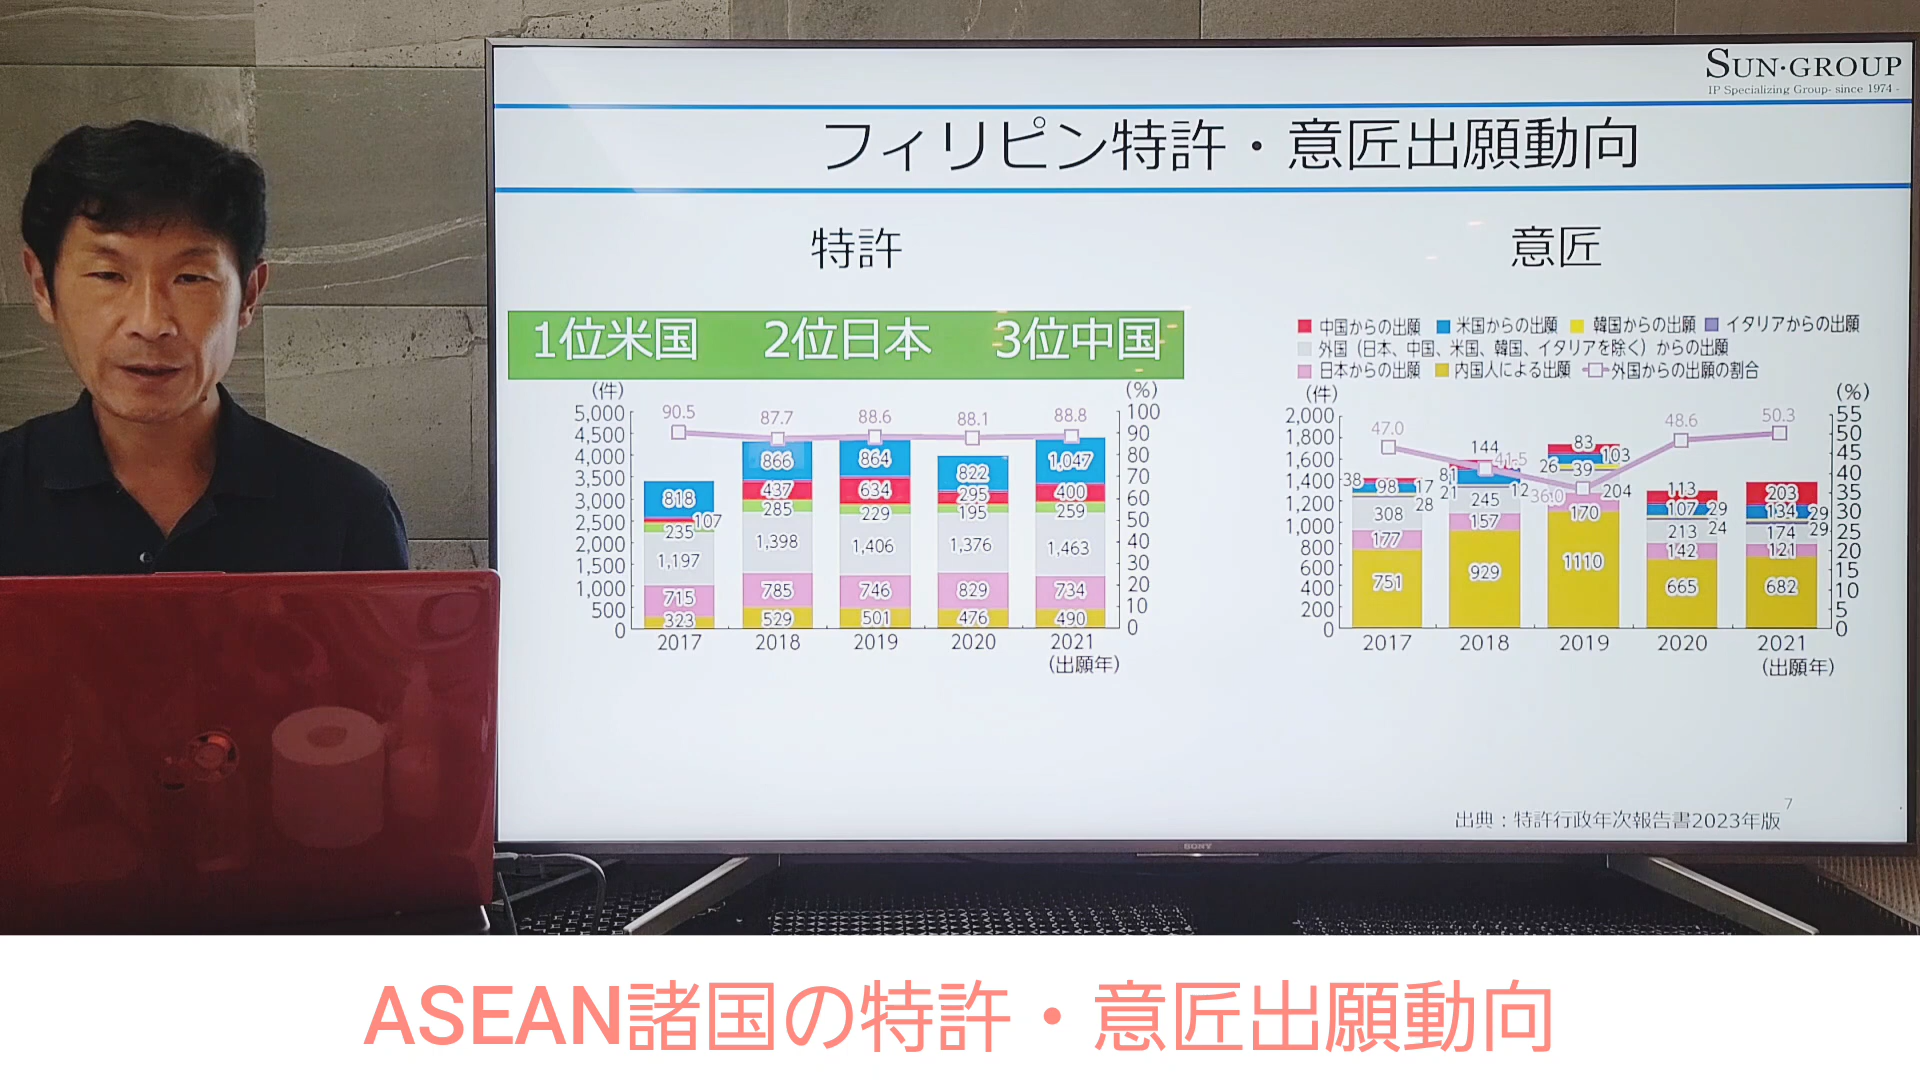 SUN·GROUP
IP Specializing Group- since 1974 -
フィリピン特許・意匠出願動向
特許
1位米国 2位日本 3位中国
(件) (%)
5,000 4,500 4,000 3,500 3,000 2,500 2,000 1,500 1,000 500 0
90.5 87.7 88.6 88.1 88.8
100 90 80 70 60 50 40 30 20 10 0
818 866 864 822 1,047
107 437 634 295 400
235 285 229 195 259
1,197 1,398 1,406 1,376 1,463
715 785 746 829 734
323 529 501 476 490
2017 2018 2019 2020 2021
(出願年)
意匠
中国からの出願 米国からの出願 韓国からの出願 イタリアからの出願
外国（日本、中国、米国、韓国、イタリアを除く）からの出願
日本からの出願 内国人による出願 外国からの出願の割合
(件) (%)
2,000 1,800 1,600 1,400 1,200 1,000 800 600 400 200 0
47.0 41.5 36.0 48.6 50.3
55 50 45 40 35 30 25 20 15 10 5 0
38 98 17 28 308 177 751
144 81 21 12 245 157 929
83 103 26 39 204 170 1110
113 107 29 24 213 142 665
203 134 29 29 174 121 682
2017 2018 2019 2020 2021
(出願年)
7
出典：特許行政年次報告書2023年版
SONY
ASEAN諸国の特許・意匠出願動向